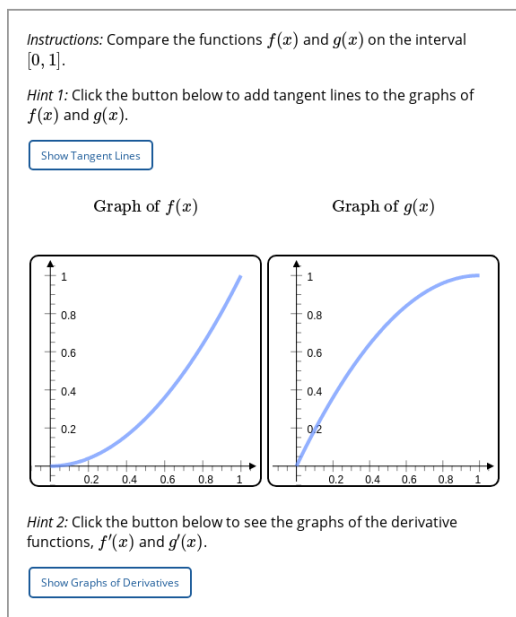 Instructions: Compare the functions f(x) and g(x) on the interval
[0, 1].
Hint 1: Click the button below to add tangent lines to the graphs of
f(x) and g(x).
Show Tangent Lines
Graph of f(x)
Graph of g(x)
1
0.8
0.6
0.4
0.2
0.2 0.4 0.6 0.8 1
1
0.8
0.6
0.4
0.2
0.2 0.4 0.6 0.8 1
Hint 2: Click the button below to see the graphs of the derivative
functions, f′(x) and g′(x).
Show Graphs of Derivatives